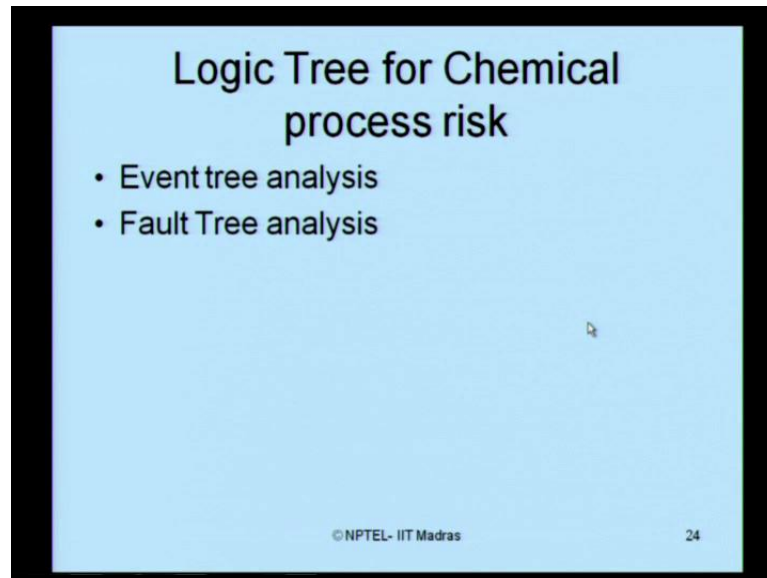 Logic Tree for Chemical
process risk
• Event tree analysis
• Fault Tree analysis
© NPTEL- IIT Madras 24